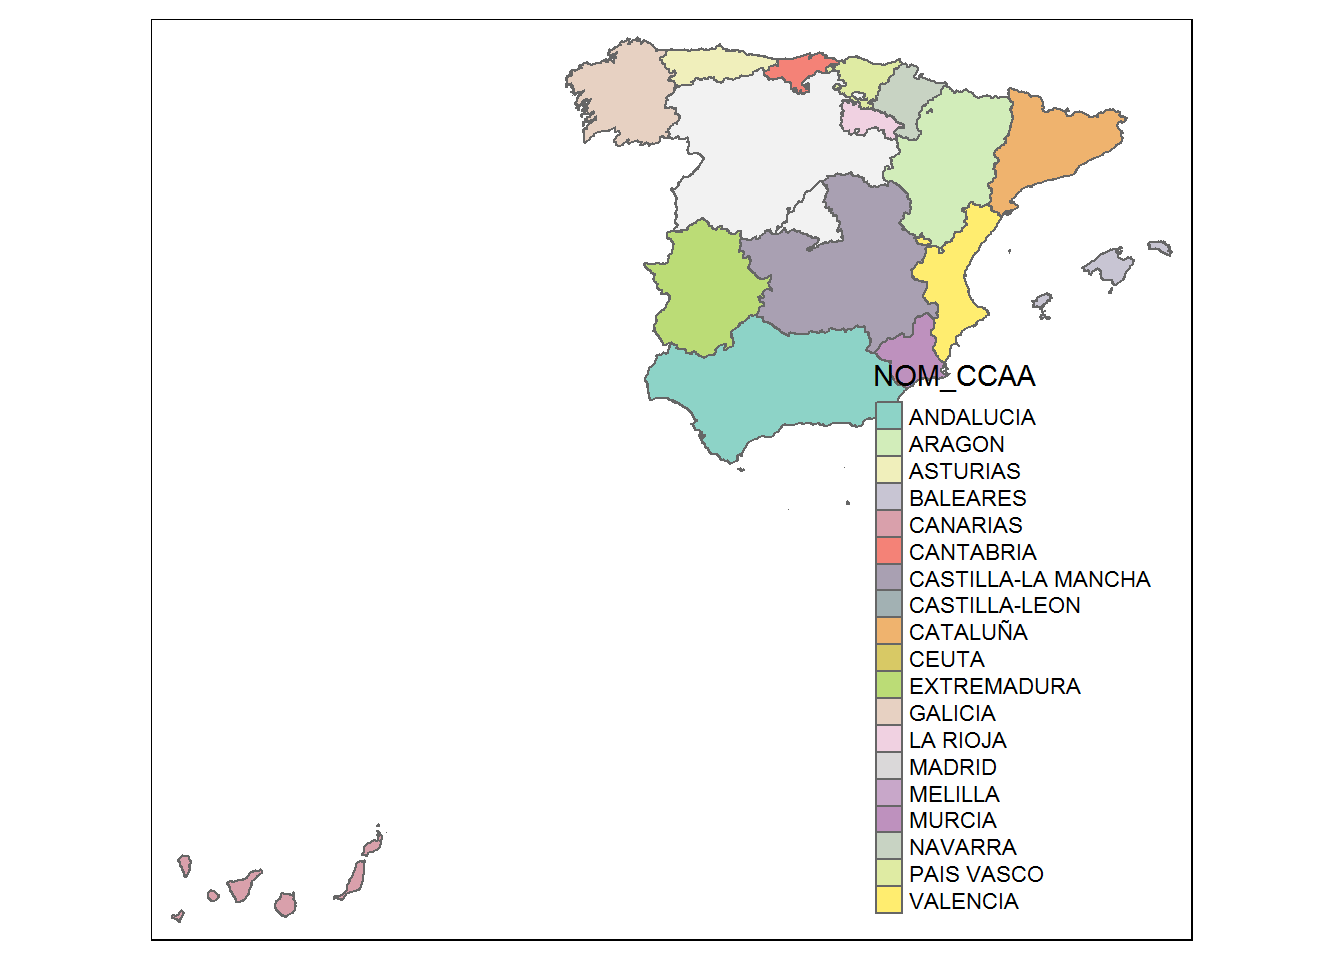 NOM_CCAA
ANDALUCIA
ARAGON
ASTURIAS
BALEARES
CANARIAS
CANTABRIA
CASTILLA-LA MANCHA
CASTILLA-LEON
CATALUÑA
CEUTA
EXTREMADURA
GALICIA
LA RIOJA
MADRID
MELILLA
MURCIA
NAVARRA
PAIS VASCO
VALENCIA